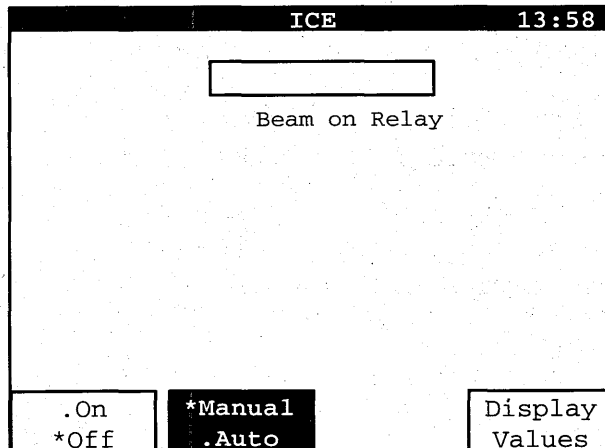 ICE 13:58
Beam on Relay
.On *Manual Display
*Off .Auto Values